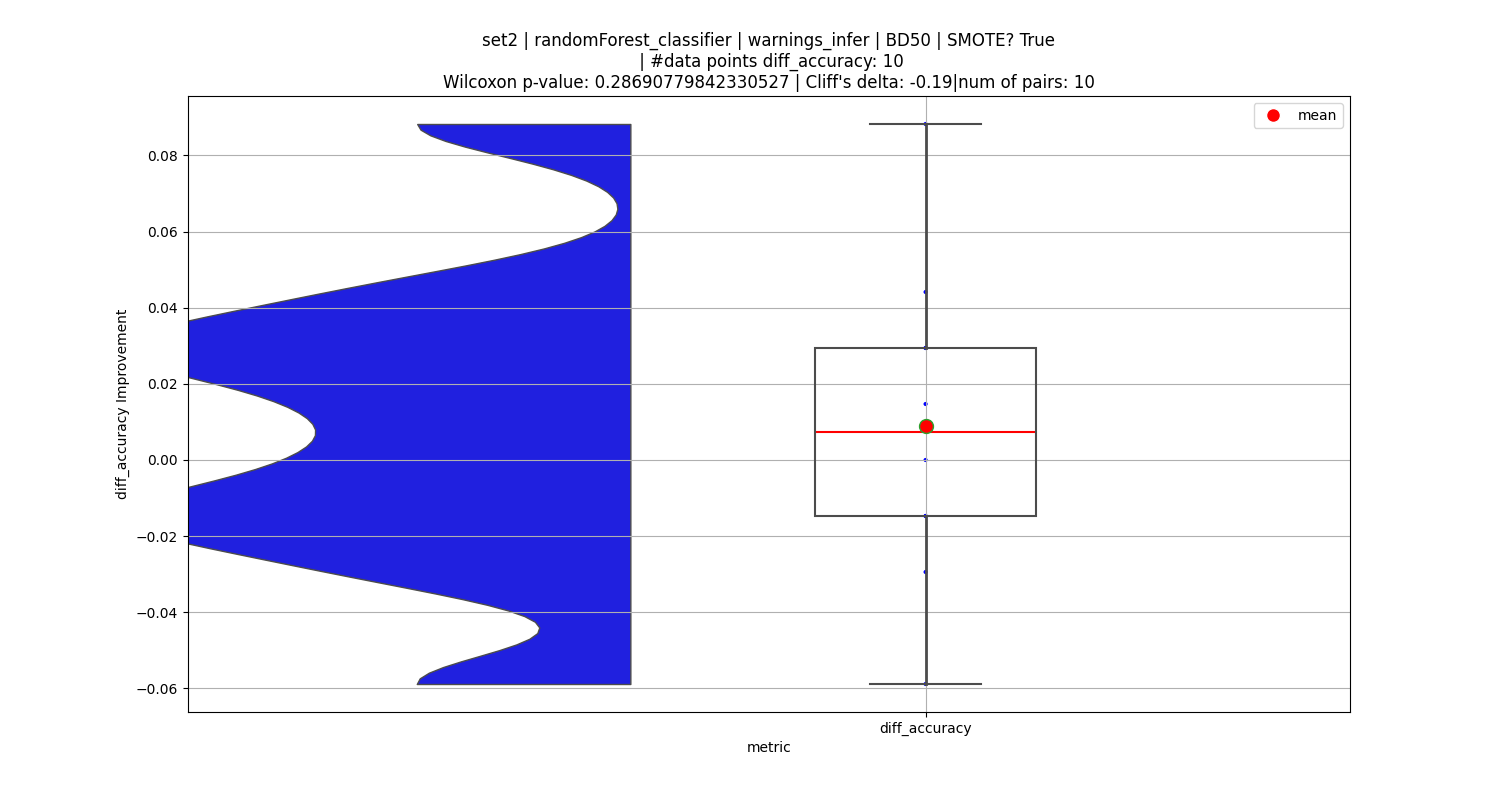 set2 | randomForest_classifier | warnings_infer | BD50 | SMOTE? True
| #data points diff_accuracy: 10
Wilcoxon p-value: 0.28690779842330527 | Cliff's delta: -0.19|num of pairs: 10
mean
0.08
0.06
0.04
0.02
0.00
−0.02
−0.04
−0.06
diff_accuracy Improvement
diff_accuracy
metric